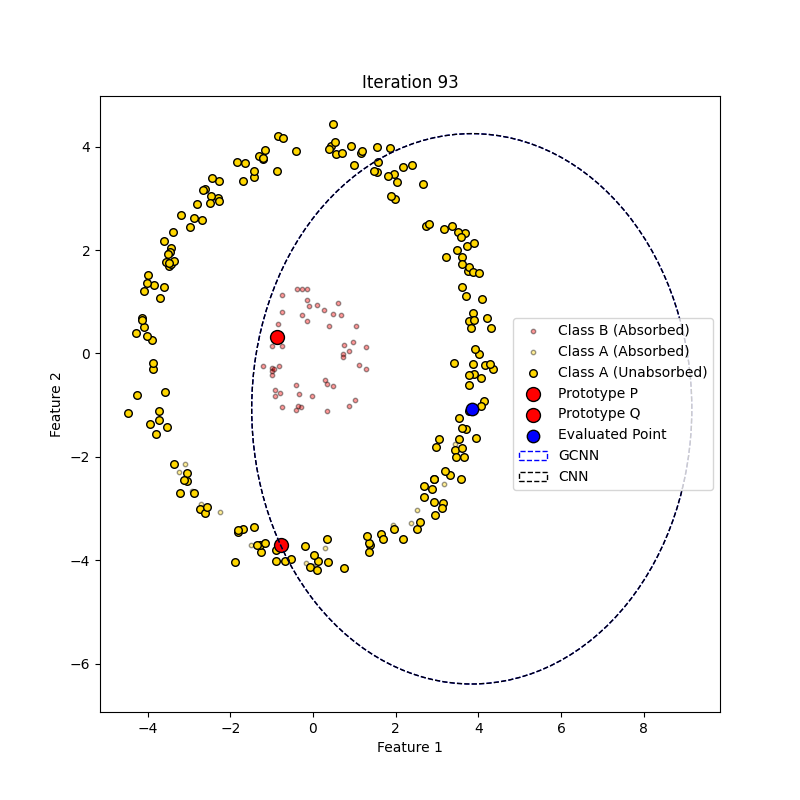 Iteration 93
Feature 2
4
2
0
−2
−4
−6
Class B (Absorbed)
Class A (Absorbed)
Class A (Unabsorbed)
Prototype P
Prototype Q
Evaluated Point
GCNN
CNN
−4 −2 0 2 4 6 8
Feature 1